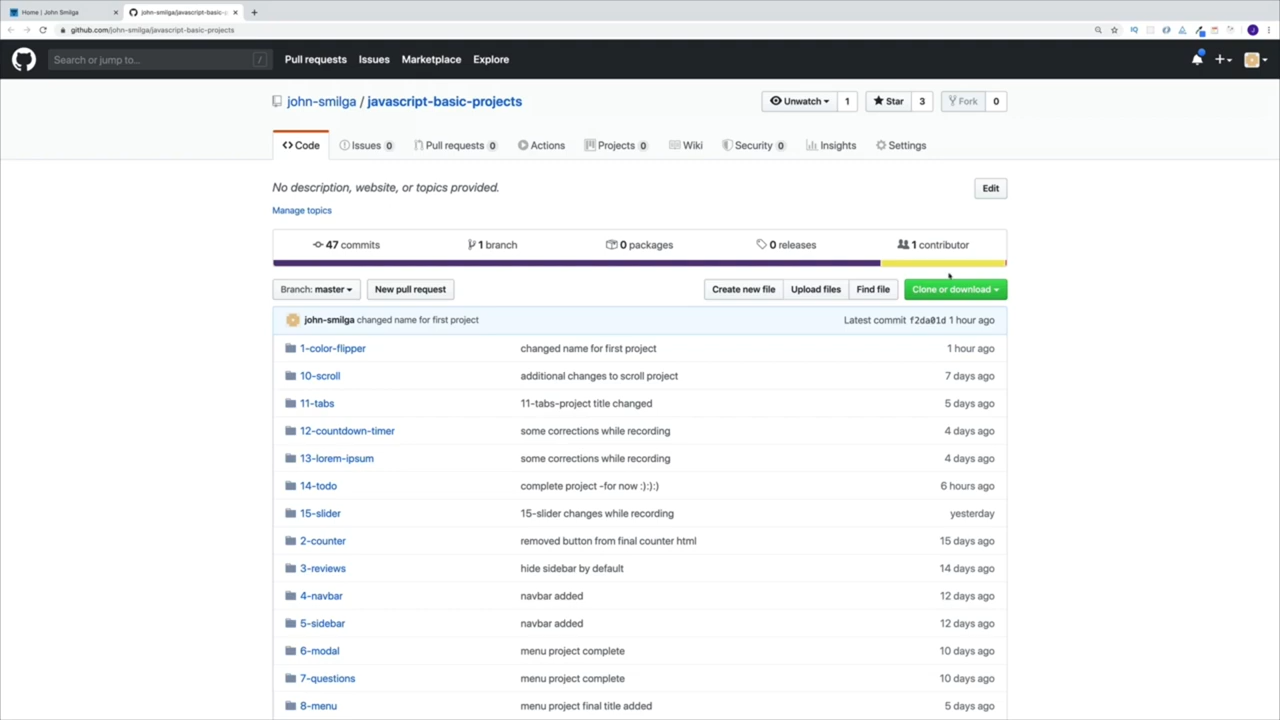 Home | John Smilga
john-smilga/javascript-basic-p
github.com/john-smilga/javascript-basic-projects
Search or jump to...
/
Pull requests
Issues
Marketplace
Explore
john-smilga / javascript-basic-projects
Unwatch 1
Star 3
Fork 0
Code
Issues 0
Pull requests 0
Actions
Projects 0
Wiki
Security 0
Insights
Settings
No description, website, or topics provided.
Edit
Manage topics
47 commits
1 branch
0 packages
0 releases
1 contributor
Branch: master
New pull request
Create new file
Upload files
Find file
Clone or download
john-smilga changed name for first project
Latest commit f2da01d 1 hour ago
1-color-flipper changed name for first project 1 hour ago
10-scroll additional changes to scroll project 7 days ago
11-tabs 11-tabs-project title changed 5 days ago
12-countdown-timer some corrections while recording 4 days ago
13-lorem-ipsum some corrections while recording 4 days ago
14-todo complete project -for now :):):) 6 hours ago
15-slider 15-slider changes while recording yesterday
2-counter removed button from final counter html 15 days ago
3-reviews hide sidebar by default 14 days ago
4-navbar navbar added 12 days ago
5-sidebar navbar added 12 days ago
6-modal menu project complete 10 days ago
7-questions menu project complete 10 days ago
8-menu menu project final title added 5 days ago